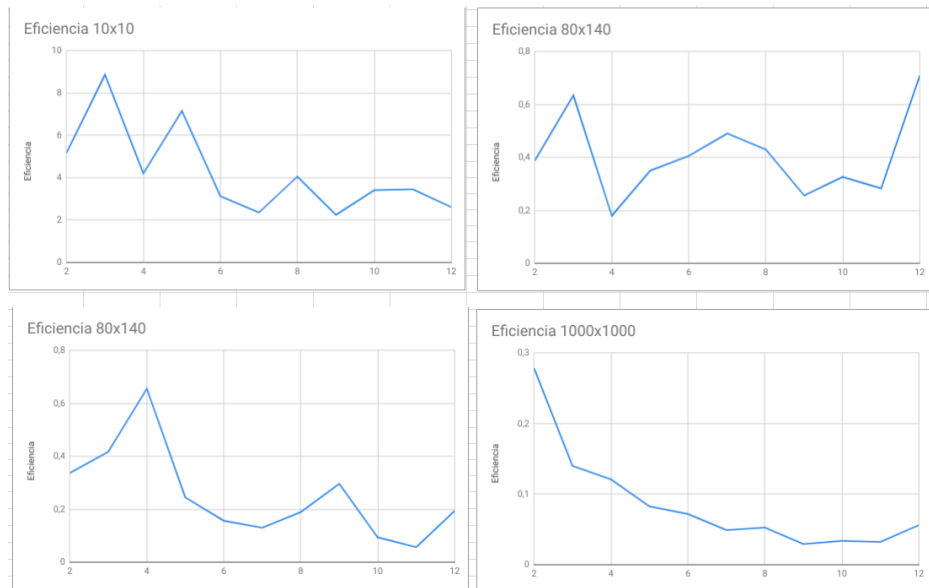 Eficiencia 10x10
Eficiencia
10
8
6
4
2
0
2 4 6 8 10 12
Eficiencia 80x140
Eficiencia
0,8
0,6
0,4
0,2
0
2 4 6 8 10 12
Eficiencia 80x140
Eficiencia
0,8
0,6
0,4
0,2
0
2 4 6 8 10 12
Eficiencia 1000x1000
Eficiencia
0,3
0,2
0,1
0
2 4 6 8 10 12